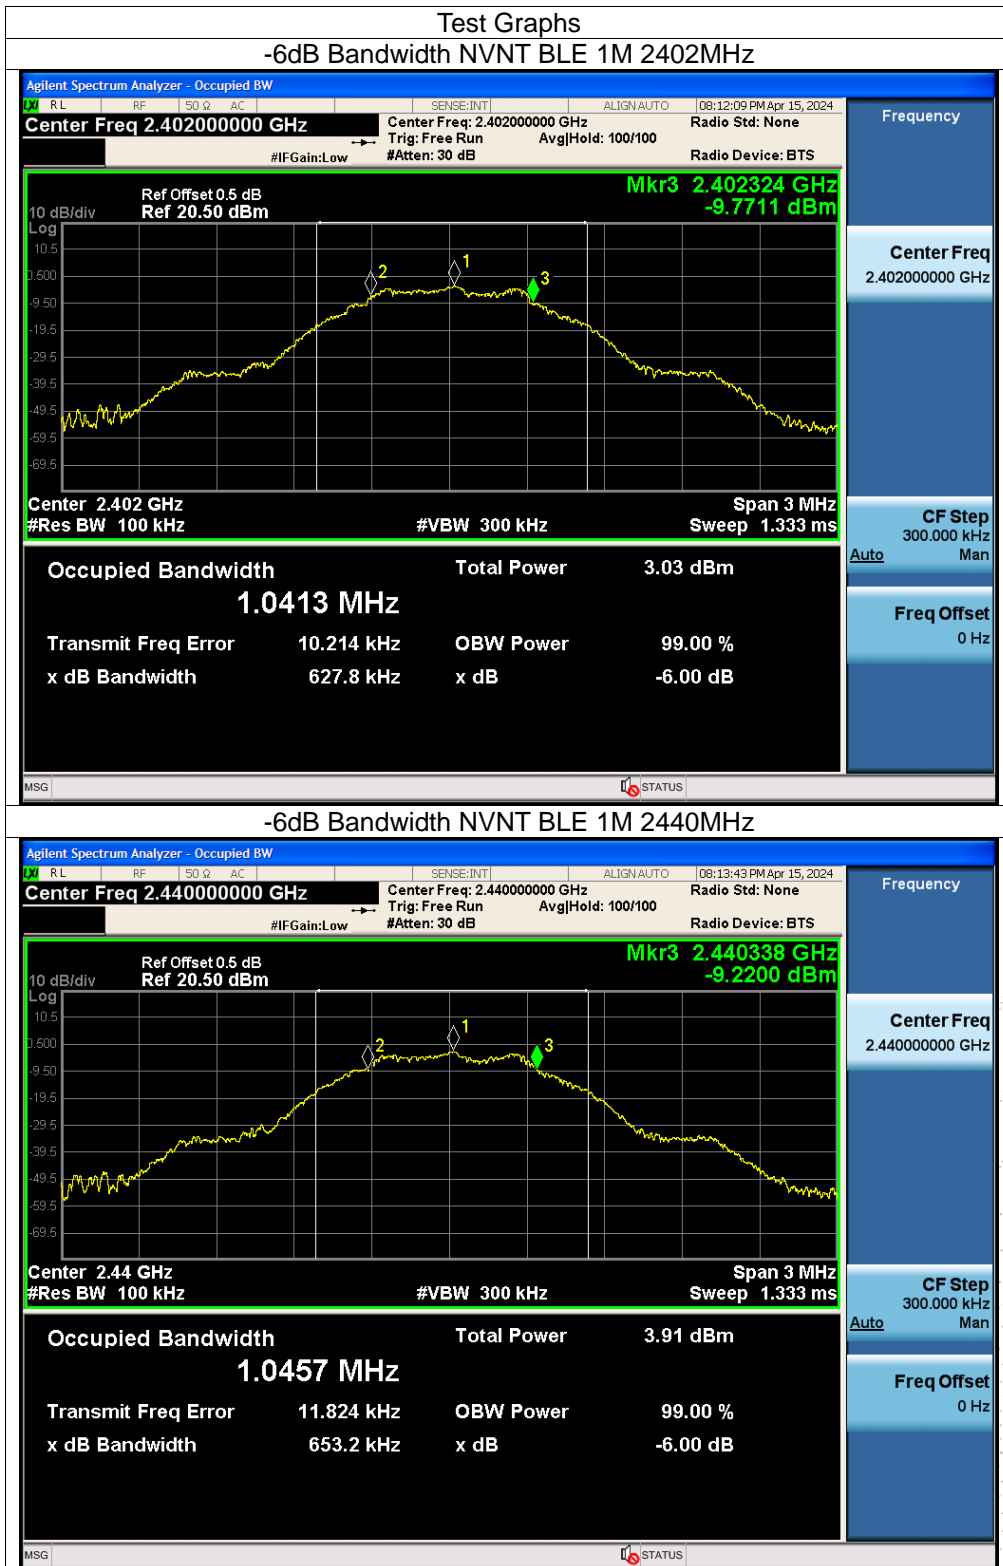 Test Graphs
-6dB Bandwidth NVNT BLE 1M 2402MHz
Agilent Spectrum Analyzer - Occupied BW
LXI RL RF 50 Ω AC SENSE:INT ALIGN AUTO 08:12:09 PM Apr 15, 2024
Center Freq 2.402000000 GHz Center Freq: 2.402000000 GHz Radio Std: None
Trig: Free Run Avg|Hold: 100/100
#IFGain:Low #Atten: 30 dB Radio Device: BTS
Frequency
Mkr3 2.402324 GHz
-9.7711 dBm
Ref Offset 0.5 dB
10 dB/div Ref 20.50 dBm
Log
10.5
0.500
-9.50
-19.5
-29.5
-39.5
-49.5
-59.5
-69.5
2
1
3
Center Freq
2.402000000 GHz
Center 2.402 GHz Span 3 MHz
#Res BW 100 kHz #VBW 300 kHz Sweep 1.333 ms
CF Step
300.000 kHz
Auto Man
Occupied Bandwidth Total Power 3.03 dBm
1.0413 MHz
Transmit Freq Error 10.214 kHz OBW Power 99.00 %
x dB Bandwidth 627.8 kHz x dB -6.00 dB
Freq Offset
0 Hz
MSG STATUS
-6dB Bandwidth NVNT BLE 1M 2440MHz
Agilent Spectrum Analyzer - Occupied BW
LXI RL RF 50 Ω AC SENSE:INT ALIGN AUTO 08:13:43 PM Apr 15, 2024
Center Freq 2.440000000 GHz Center Freq: 2.440000000 GHz Radio Std: None
Trig: Free Run Avg|Hold: 100/100
#IFGain:Low #Atten: 30 dB Radio Device: BTS
Frequency
Mkr3 2.440338 GHz
-9.2200 dBm
Ref Offset 0.5 dB
10 dB/div Ref 20.50 dBm
Log
10.5
0.500
-9.50
-19.5
-29.5
-39.5
-49.5
-59.5
-69.5
2
1
3
Center Freq
2.440000000 GHz
Center 2.44 GHz Span 3 MHz
#Res BW 100 kHz #VBW 300 kHz Sweep 1.333 ms
CF Step
300.000 kHz
Auto Man
Occupied Bandwidth Total Power 3.91 dBm
1.0457 MHz
Transmit Freq Error 11.824 kHz OBW Power 99.00 %
x dB Bandwidth 653.2 kHz x dB -6.00 dB
Freq Offset
0 Hz
MSG STATUS